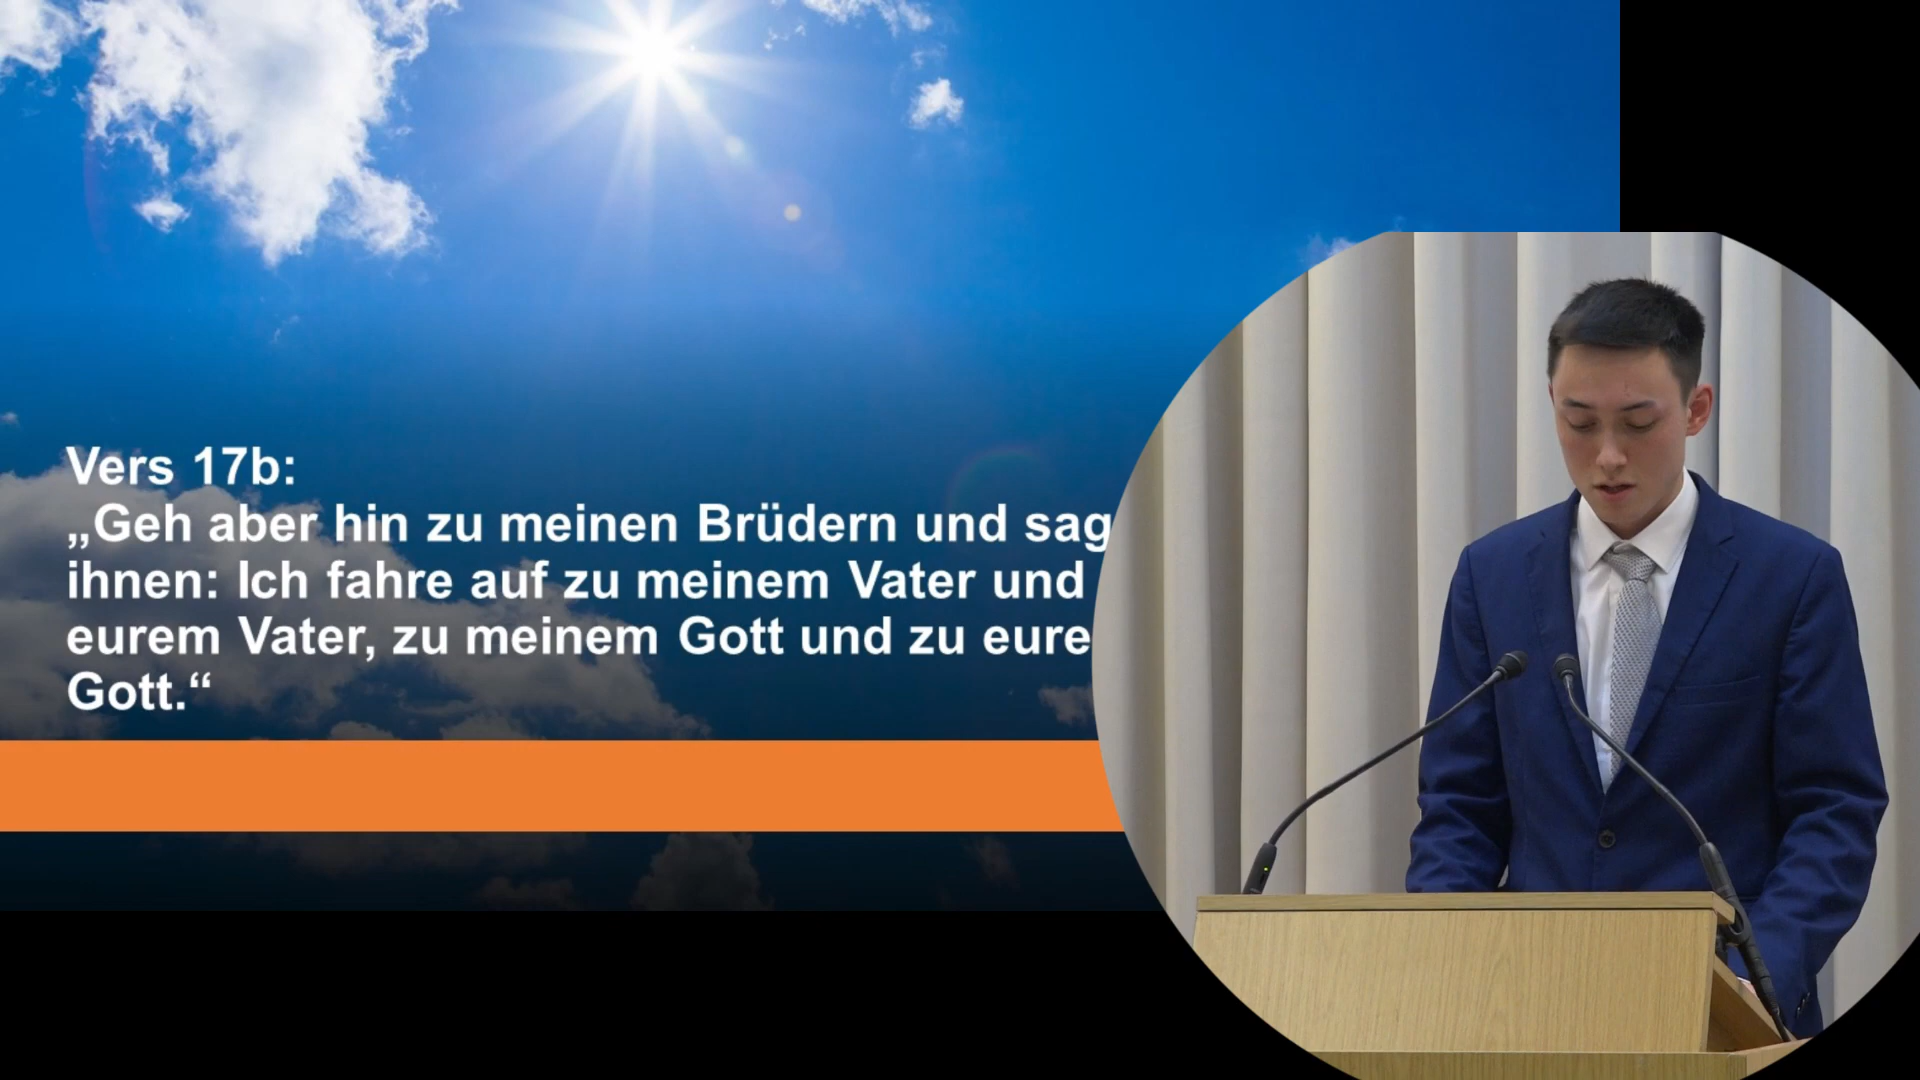 Vers 17b:
„Geh aber hin zu meinen Brüdern und sag
ihnen: Ich fahre auf zu meinem Vater und
eurem Vater, zu meinem Gott und zu eure
Gott.“